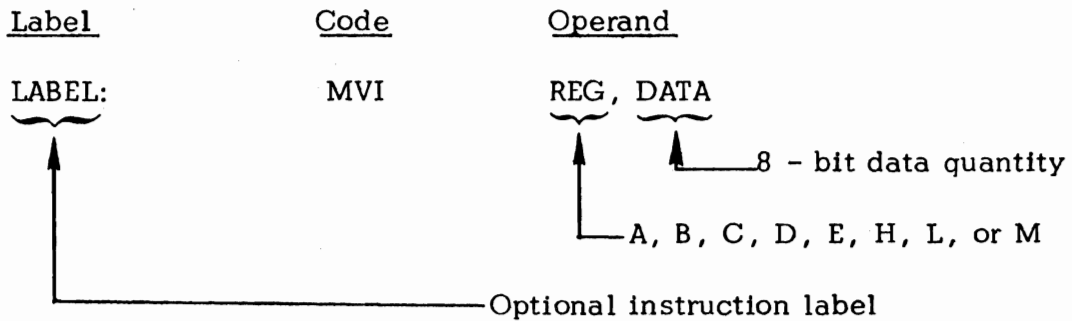 Label Code Operand
LABEL: MVI REG, DATA
8 - bit data quantity
A, B, C, D, E, H, L, or M
Optional instruction label